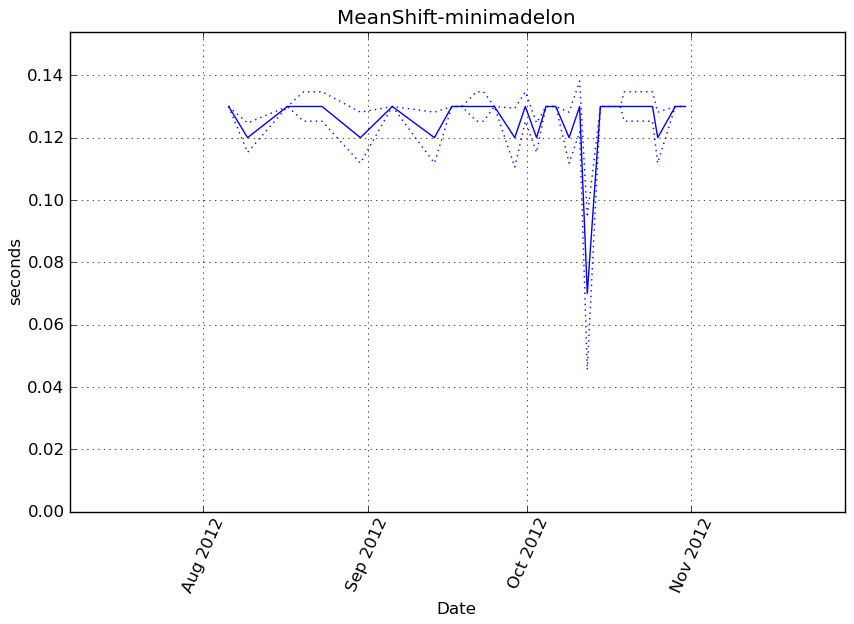 MeanShift-minimadelon
0.14
0.12
0.10
0.08
0.06
0.04
0.02
0.00
seconds
Aug 2012
Sep 2012
Oct 2012
Nov 2012
Date